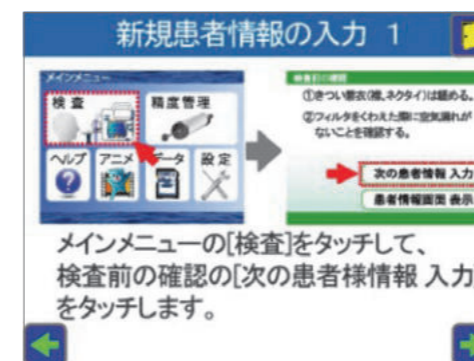 新規患者情報の入力 1
メインメニュー
検査
精度管理
ヘルプ
アニメ
データ
設定
検査前の確認
①きつい着衣(襟、ネクタイ)は緩める。
②フィルタをくわえた際に空気漏れが
ないことを確認する。
次の患者情報 入力
患者情報画面 表示
メインメニューの[検査]をタッチして、
検査前の確認の[次の患者様情報 入力
をタッチします。